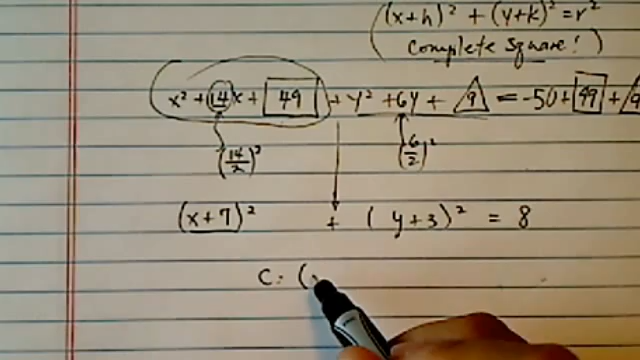 (x+h)² + (y+k)² = r²
(complete square!)
x² + 14x + 49 + y² + 6y + 9 = -50 + 49 + 9
(14/2)² (6/2)²
(x+7)² + (y+3)² = 8
C: (